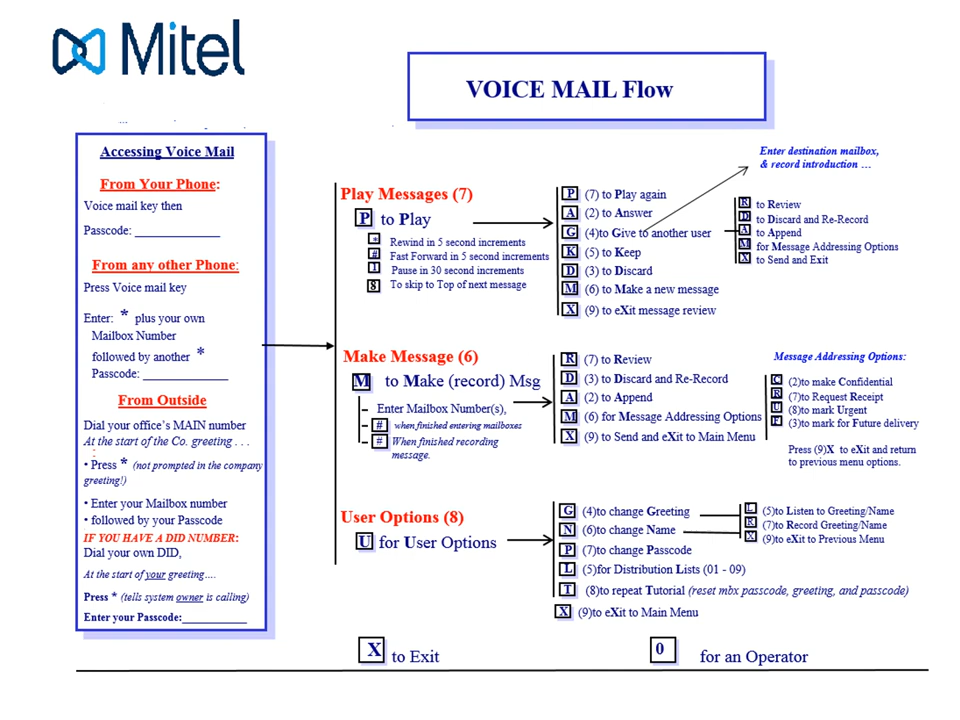 Mitel
VOICE MAIL Flow
Accessing Voice Mail
From Your Phone:
Voice mail key then
Passcode: _____________
From any other Phone:
Press Voice mail key
Enter: * plus your own
Mailbox Number
followed by another *
Passcode: _____________
From Outside
Dial your office's MAIN number
At the start of the Co. greeting . . .
:
• Press * (not prompted in the company
greeting!)
• Enter your Mailbox number
• followed by your Passcode
IF YOU HAVE A DID NUMBER:
Dial your own DID,
At the start of your greeting….
Press * (tells system owner is calling)
Enter your Passcode:___________
Play Messages (7)
P to Play
* Rewind in 5 second increments
# Fast Forward in 5 second increments
1 Pause in 30 second increments
8 To skip to Top of next message
P (7) to Play again
A (2) to Answer
G (4)to Give to another user
K (5) to Keep
D (3) to Discard
M (6) to Make a new message
X (9) to eXit message review
Enter destination mailbox,
& record introduction …
R to Review
D to Discard and Re-Record
A to Append
M for Message Addressing Options
X to Send and Exit
Make Message (6)
M to Make (record) Msg
Enter Mailbox Number(s),
# when finished entering mailboxes
# When finished recording
message.
R (7) to Review
D (3) to Discard and Re-Record
A (2) to Append
M (6) for Message Addressing Options
X (9) to Send and eXit to Main Menu
Message Addressing Options:
C (2)to make Confidential
R (7)to Request Receipt
U (8)to mark Urgent
F (3)to mark for Future delivery
Press (9)X to eXit and return
to previous menu options.
User Options (8)
U for User Options
G (4)to change Greeting
N (6)to change Name
P (7)to change Passcode
L (5)for Distribution Lists (01 - 09)
T (8)to repeat Tutorial (reset mbx passcode, greeting, and passcode)
X (9)to eXit to Main Menu
L (5)to Listen to Greeting/Name
R (7)to Record Greeting/Name
X (9)to eXit to Previous Menu
X to Exit
0 for an Operator